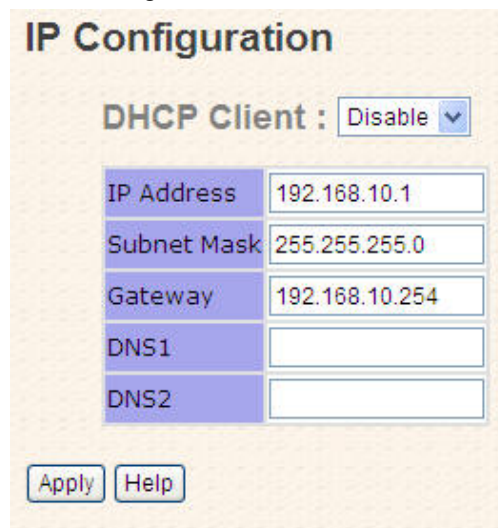 IP Configuration
DHCP Client : Disable
IP Address 192.168.10.1
Subnet Mask 255.255.255.0
Gateway 192.168.10.254
DNS1
DNS2
Apply Help